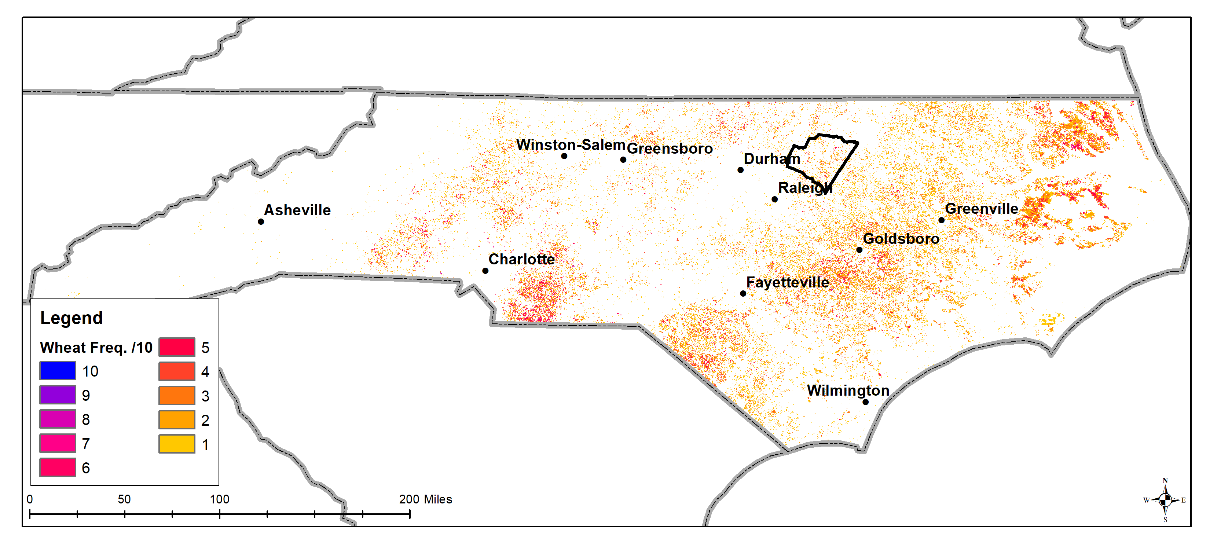 Winston-Salem
Greensboro
Durham
Raleigh
Asheville
Greenville
Goldsboro
Charlotte
Fayetteville
Wilmington
Legend
Wheat Freq. /10
10
9
8
7
6
5
4
3
2
1
0 50 100 200 Miles
N
W E
S